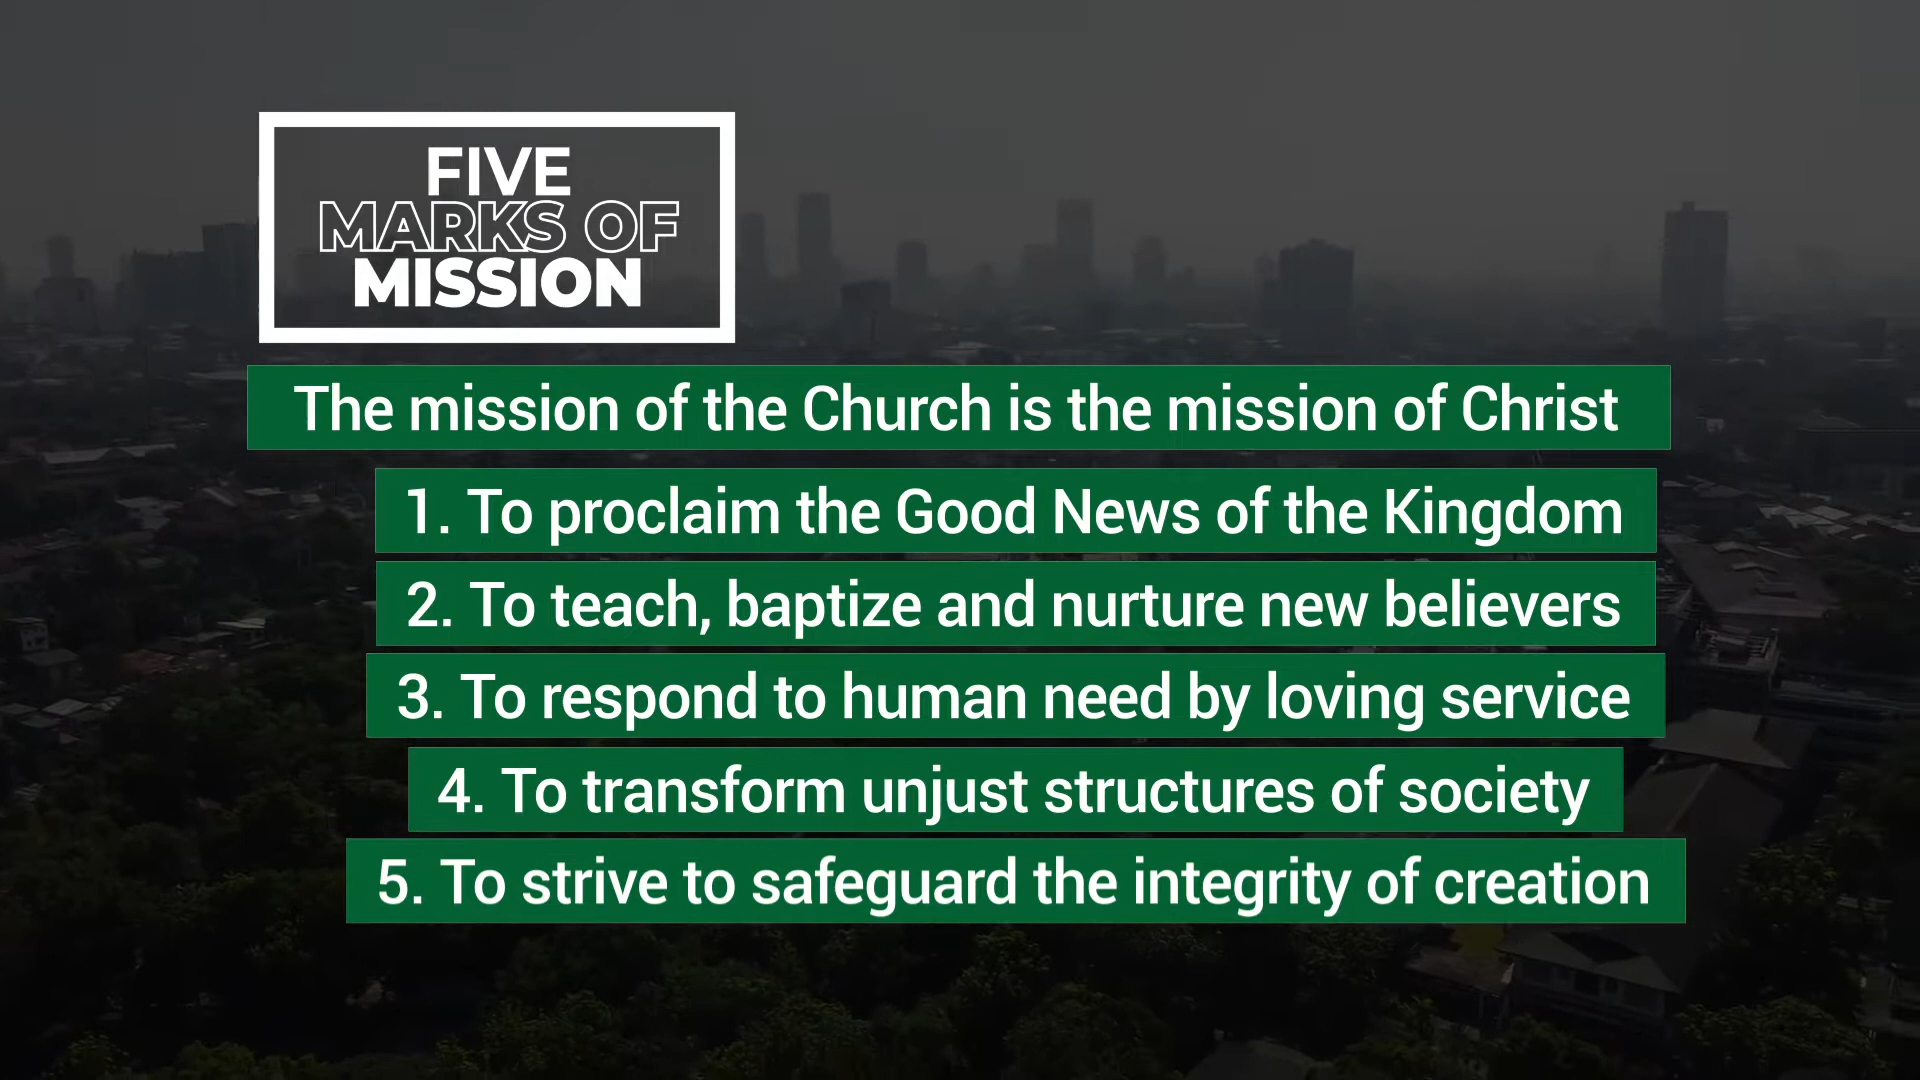 FIVE
MARKS OF
MISSION
The mission of the Church is the mission of Christ
1. To proclaim the Good News of the Kingdom
2. To teach, baptize and nurture new believers
3. To respond to human need by loving service
4. To transform unjust structures of society
5. To strive to safeguard the integrity of creation